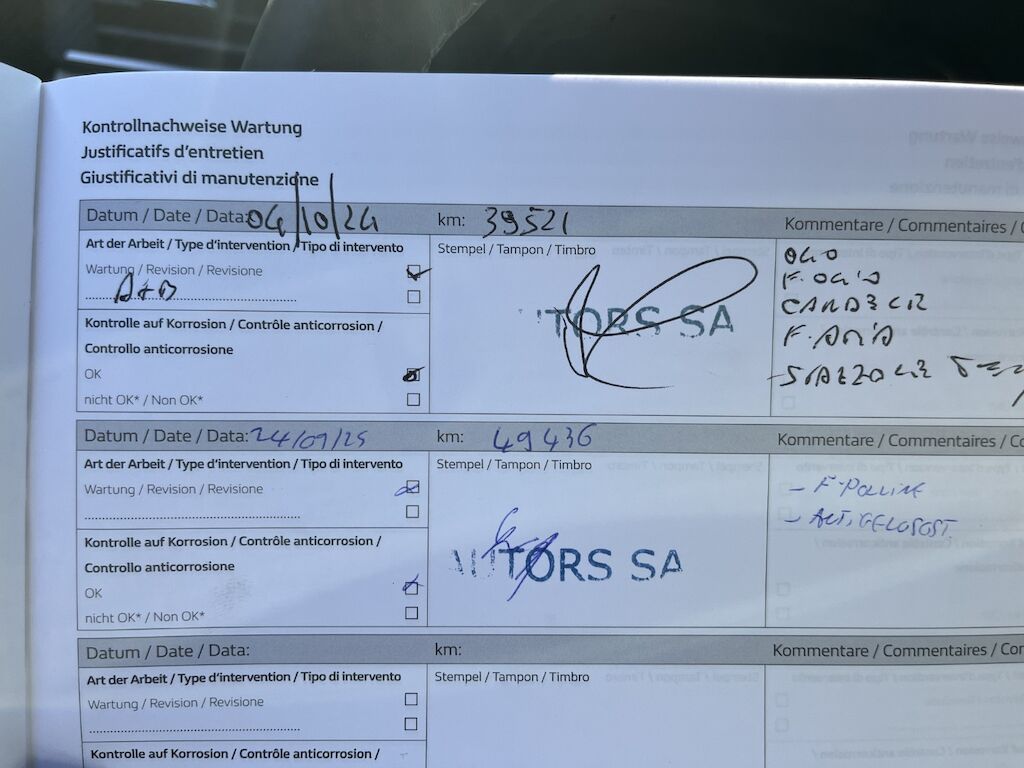 Kontrollnachweise Wartung
Justificatifs d'entretien
Giustificativi di manutenzione
Datum / Date / Data: 04/10/24 km: 39521 Kommentare / Commentaires /
Art der Arbeit / Type d'intervention / Tipo di intervento Stempel / Tampon / Timbro
Wartung / Revision / Revisione
A+B
Kontrolle auf Korrosion / Contrôle anticorrosion /
Controllo anticorrosione
OK
nicht OK* / Non OK*
UTORS SA
OLIO
F. OLIO
CANDELE
F. ARIA
Datum / Date / Data: 24/09/25 km: 49436 Kommentare / Commentaires /
Art der Arbeit / Type d'intervention / Tipo di intervento Stempel / Tampon / Timbro
Wartung / Revision / Revisione
Kontrolle auf Korrosion / Contrôle anticorrosion /
Controllo anticorrosione
OK
nicht OK* / Non OK*
AUTORS SA
- F. POLLINE
Datum / Date / Data: km: Kommentare / Commentaires / Com
Art der Arbeit / Type d'intervention / Tipo di intervento Stempel / Tampon / Timbro
Wartung / Revision / Revisione
Kontrolle auf Korrosion / Contrôle anticorrosion /